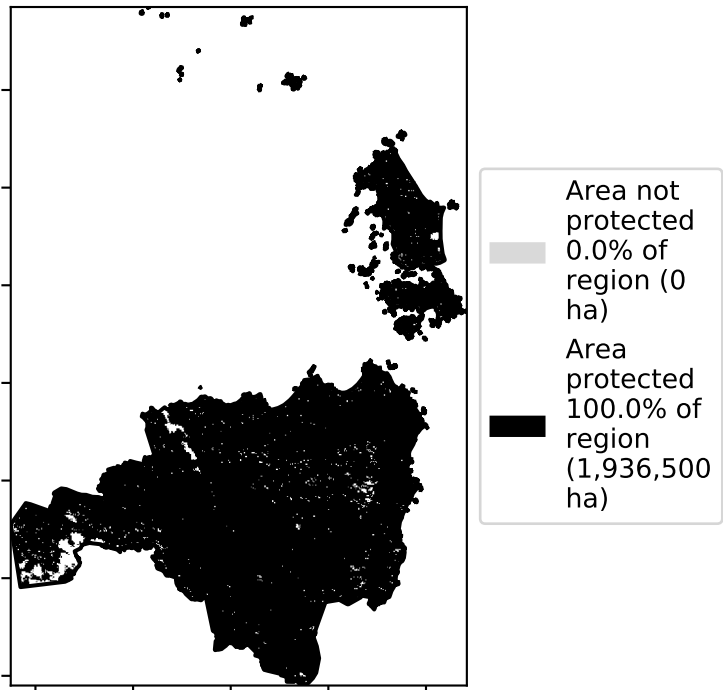 Area not
protected
0.0% of
region (0
ha)
Area
protected
100.0% of
region
(1,936,500
ha)